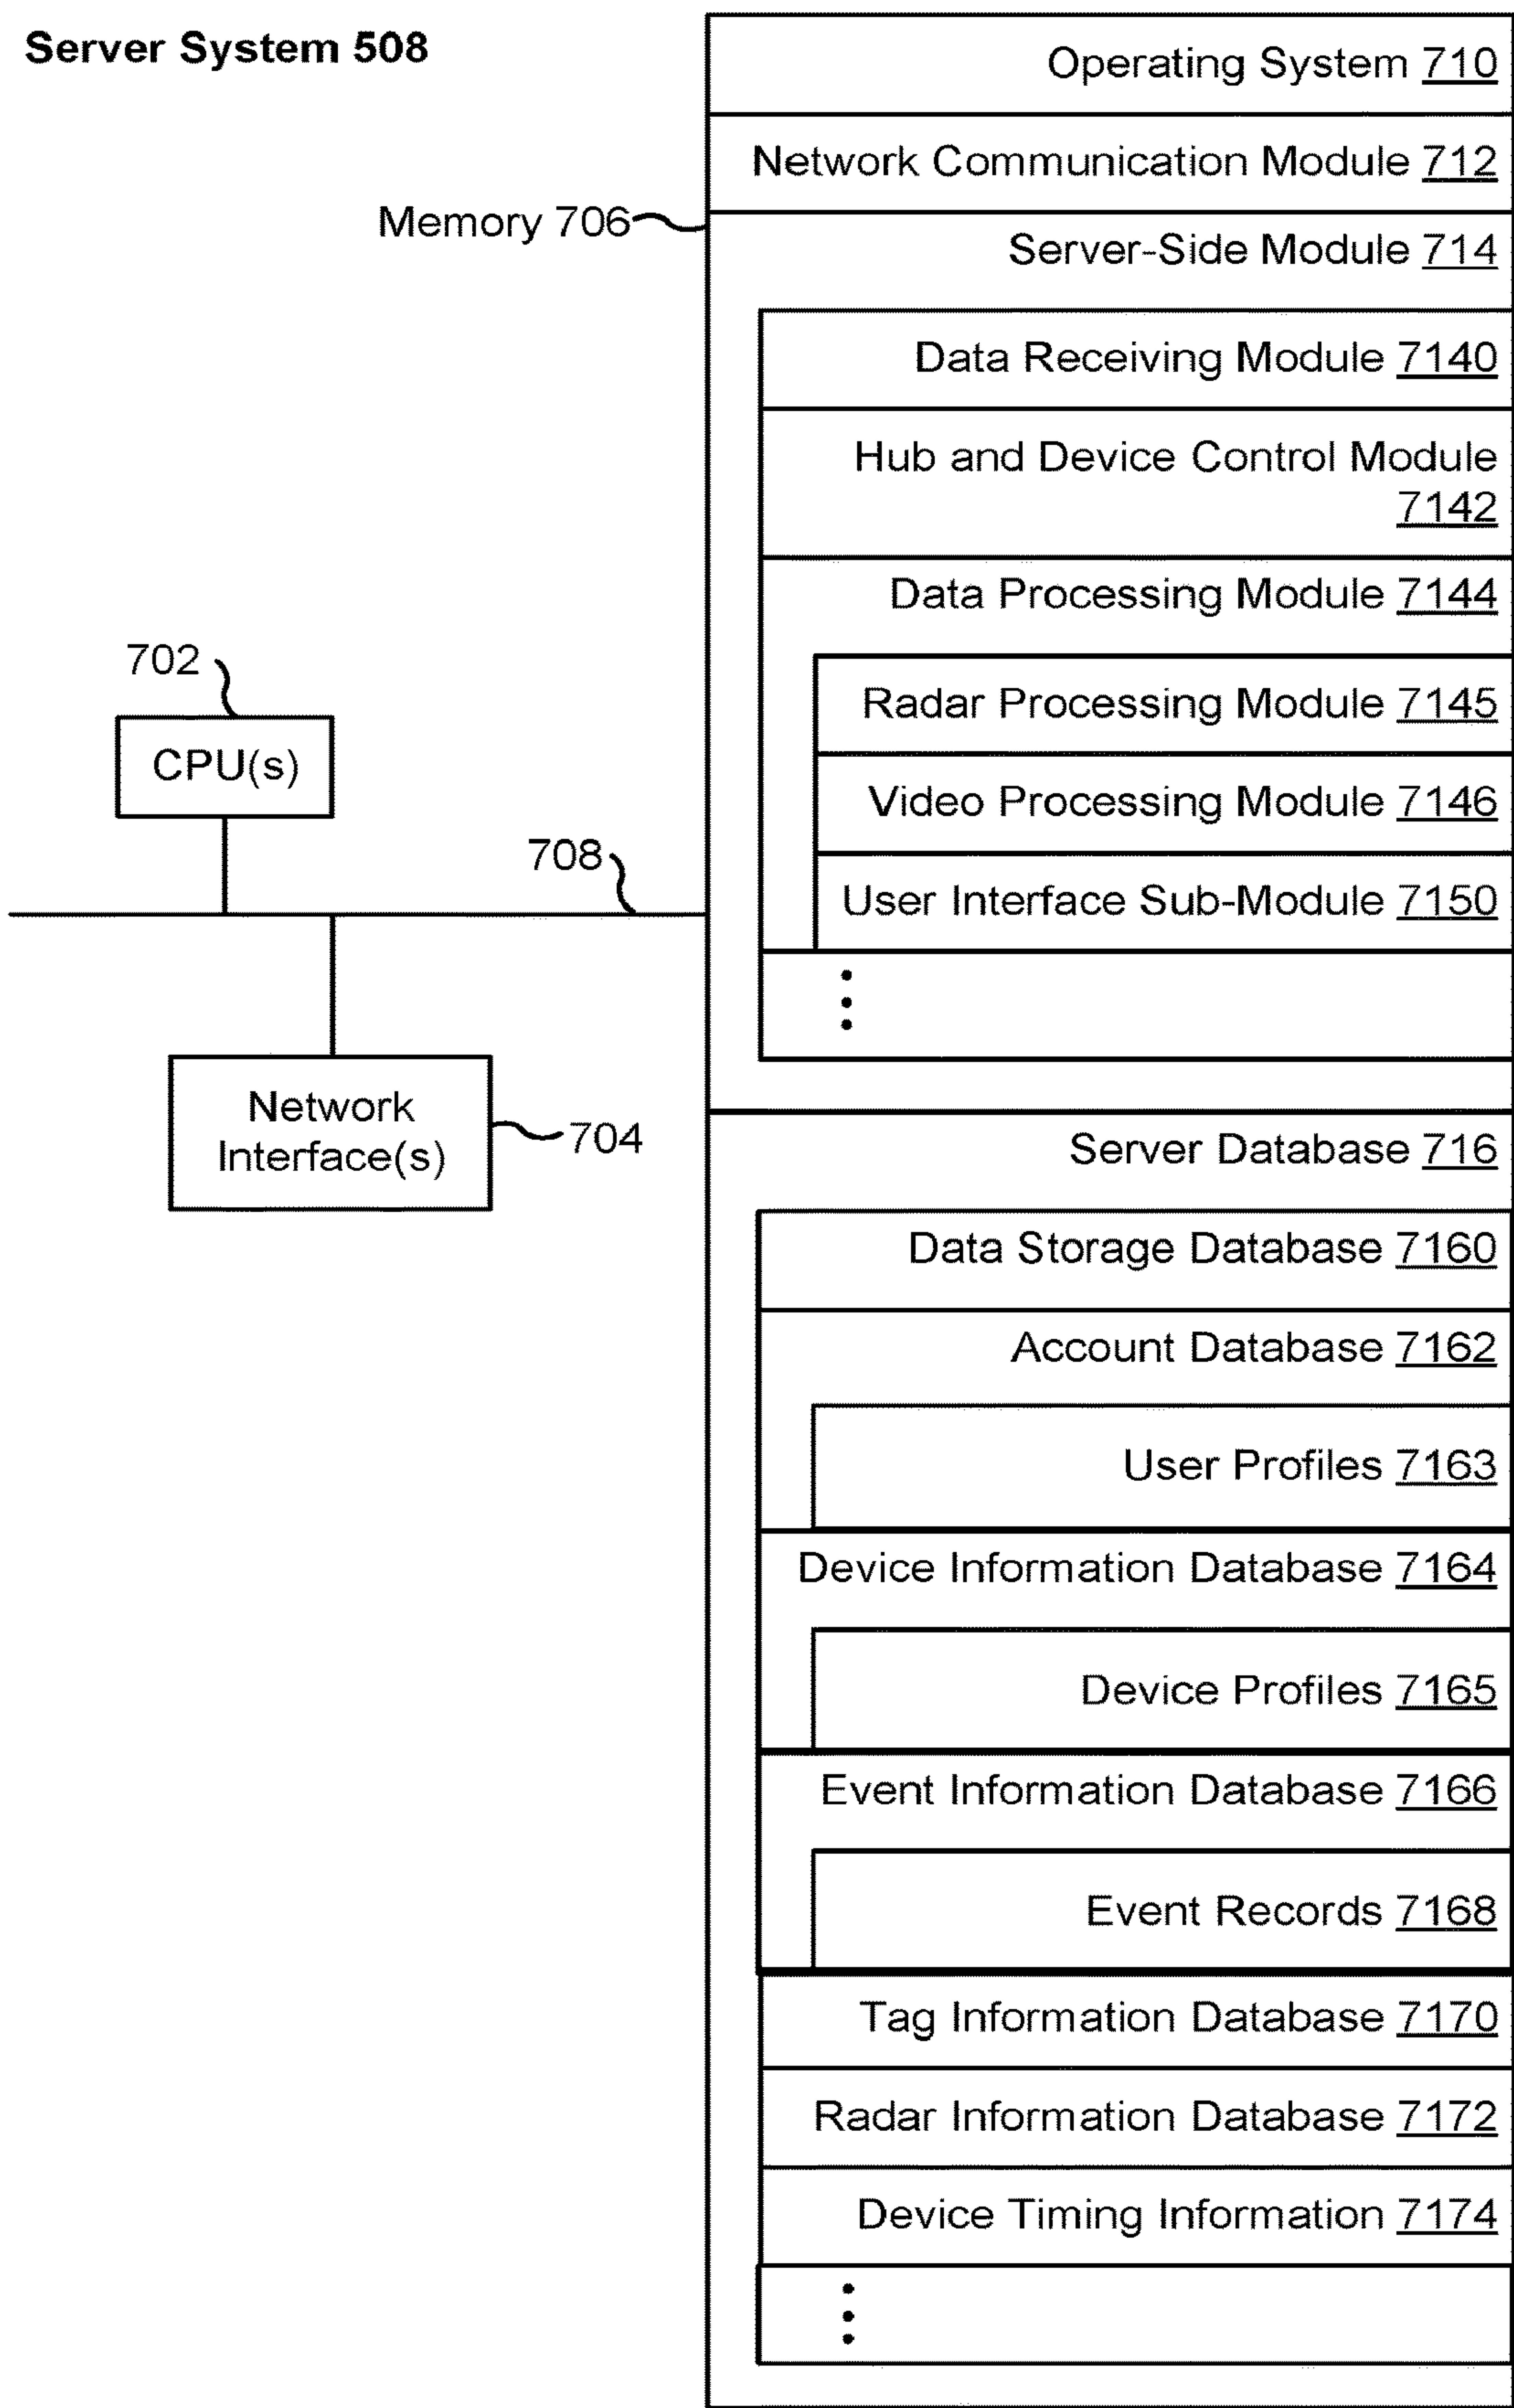 Server System 508
Operating System 710
Network Communication Module 712
Memory 706
Server-Side Module 714
Data Receiving Module 7140
Hub and Device Control Module
7142
Data Processing Module 7144
Radar Processing Module 7145
702
CPU(s)
Video Processing Module 7146
708
User Interface Sub-Module 7150
Network
Interface(s)
704
Server Database 716
Data Storage Database 7160
Account Database 7162
User Profiles 7163
Device Information Database 7164
Device Profiles 7165
Event Information Database 7166
Event Records 7168
Tag Information Database 7170
Radar Information Database 7172
Device Timing Information 7174